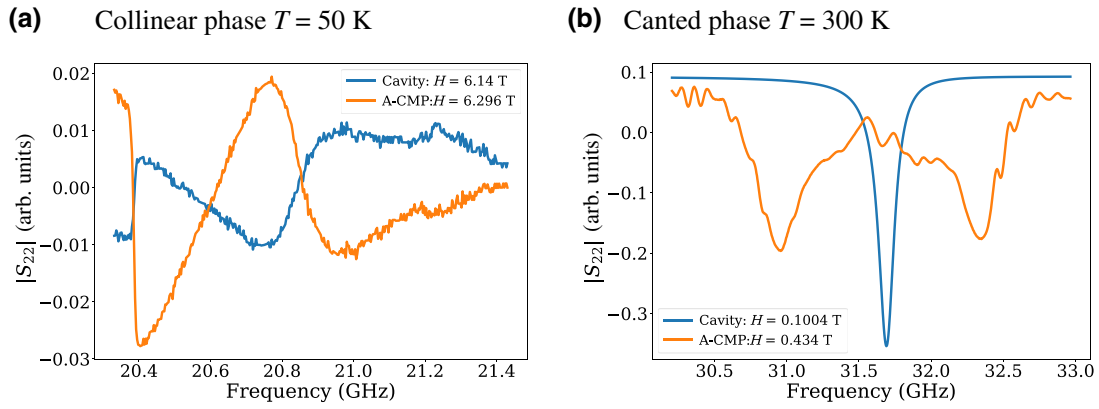 (a) Collinear phase T = 50 K
Cavity: H = 6.14 T
A-CMP:H = 6.296 T
|S22| (arb. units)
0.02
0.01
0.00
−0.01
−0.02
−0.03
20.4 20.6 20.8 21.0 21.2 21.4
Frequency (GHz)
(b) Canted phase T = 300 K
|S22| (arb. units)
0.1
0.0
−0.1
−0.2
−0.3
Cavity: H = 0.1004 T
A-CMP:H = 0.434 T
30.5 31.0 31.5 32.0 32.5 33.0
Frequency (GHz)